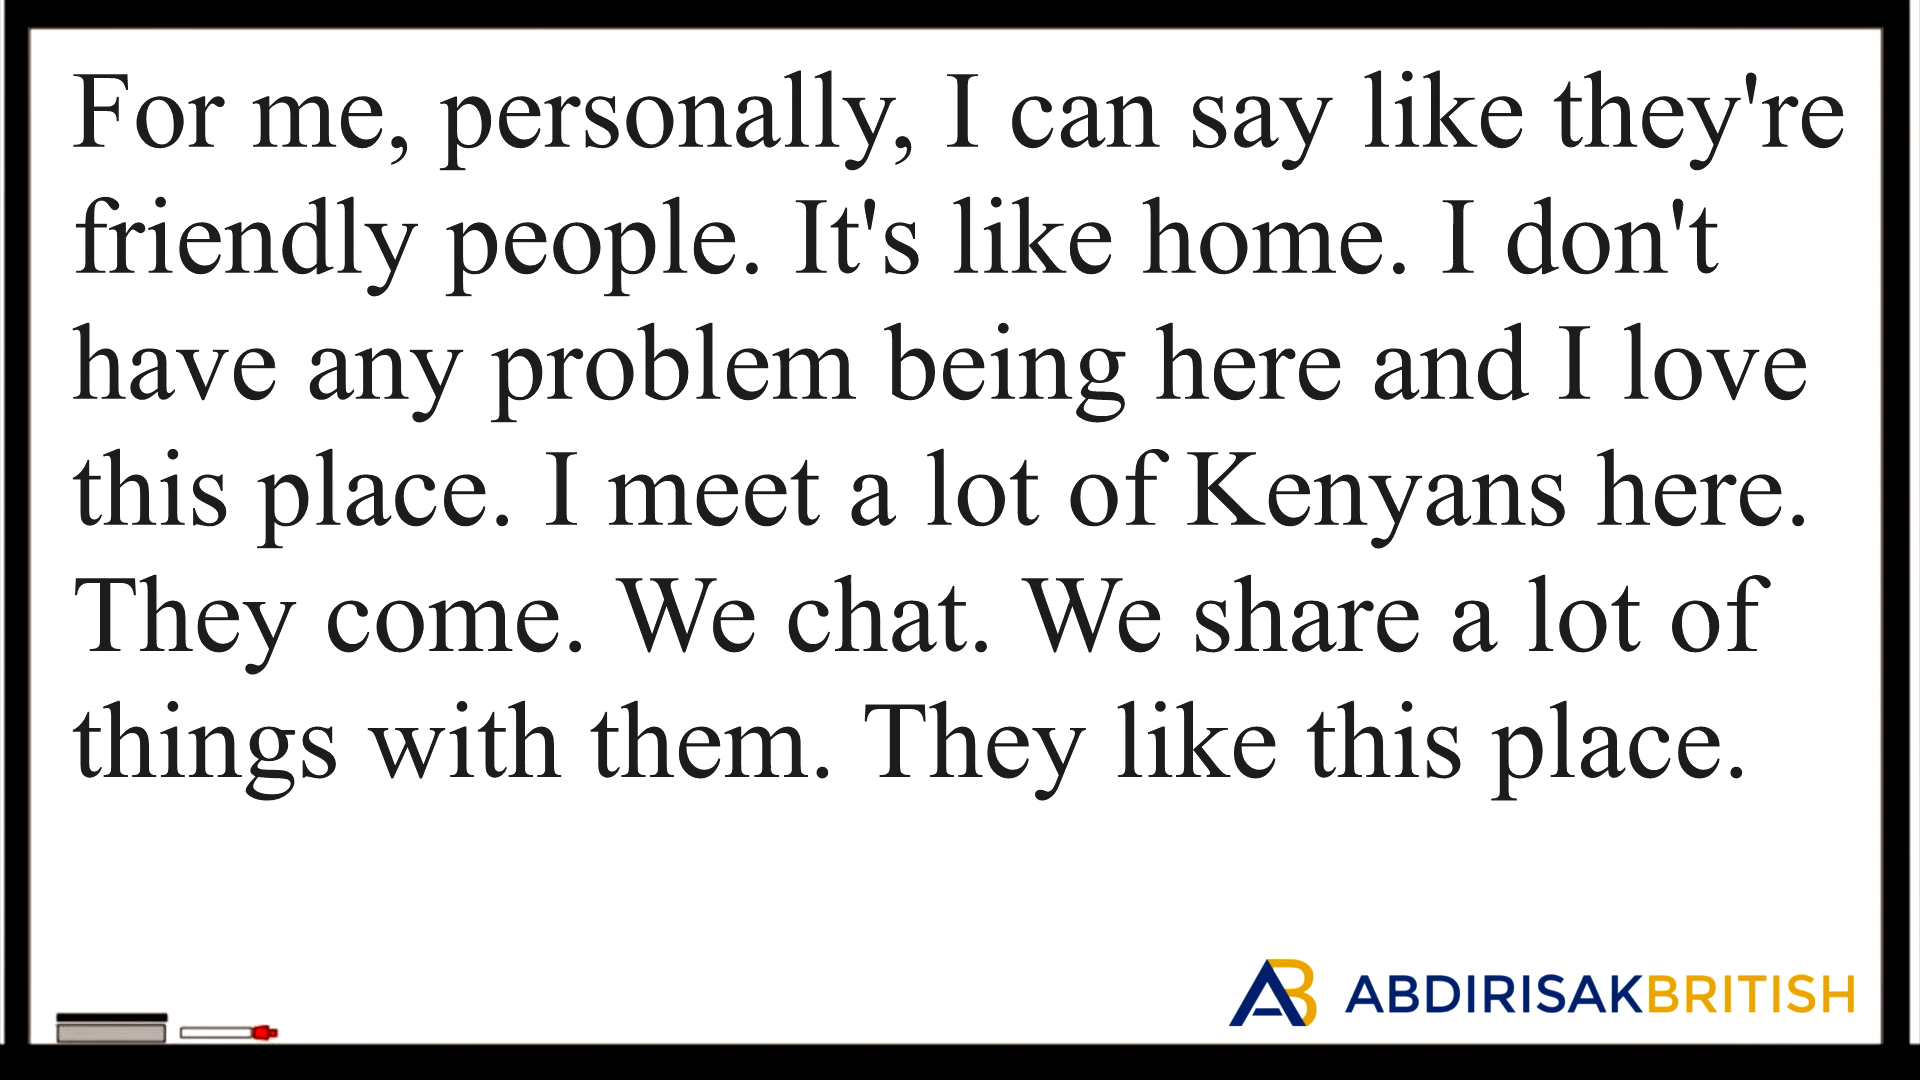 For me, personally, I can say like they're
friendly people. It's like home. I don't
have any problem being here and I love
this place. I meet a lot of Kenyans here.
They come. We chat. We share a lot of
things with them. They like this place.
AB ABDIRISAKBRITISH